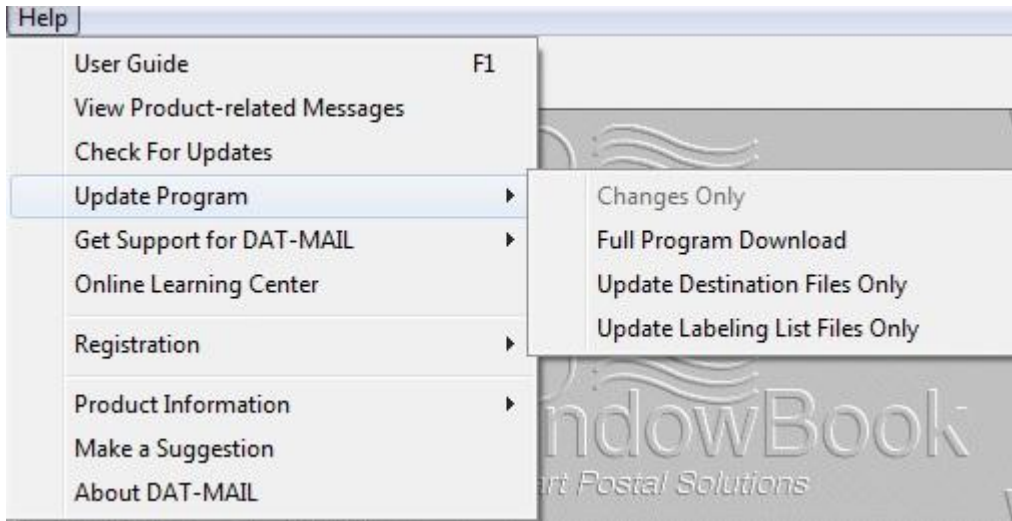 Help
User Guide F1
View Product-related Messages
Check For Updates
Update Program
Changes Only
Full Program Download
Update Destination Files Only
Update Labeling List Files Only
Get Support for DAT-MAIL
Online Learning Center
Registration
Product Information
Make a Suggestion
About DAT-MAIL
Postal Solutions